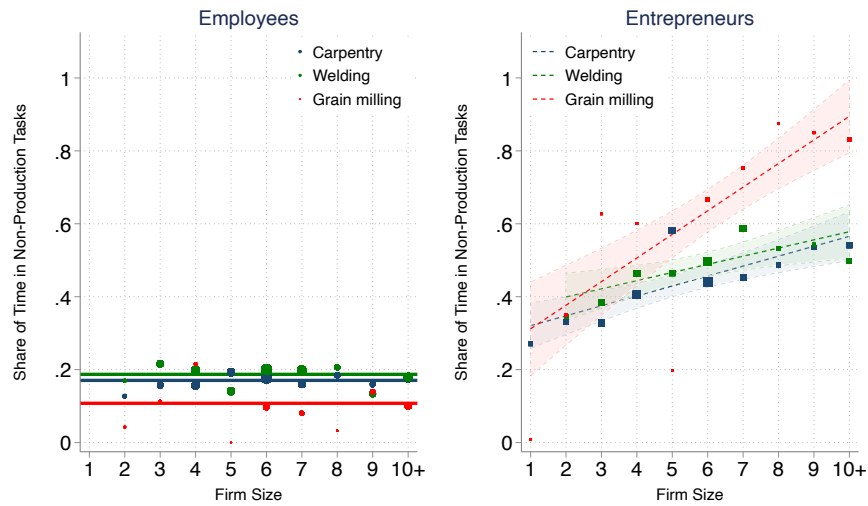 Employees
Share of Time in Non-Production Tasks
1
.8
.6
.4
.2
0
Carpentry
Welding
Grain milling
1 2 3 4 5 6 7 8 9 10+
Firm Size
Entrepreneurs
Share of Time in Non-Production Tasks
1
.8
.6
.4
.2
0
Carpentry
Welding
Grain milling
1 2 3 4 5 6 7 8 9 10+
Firm Size